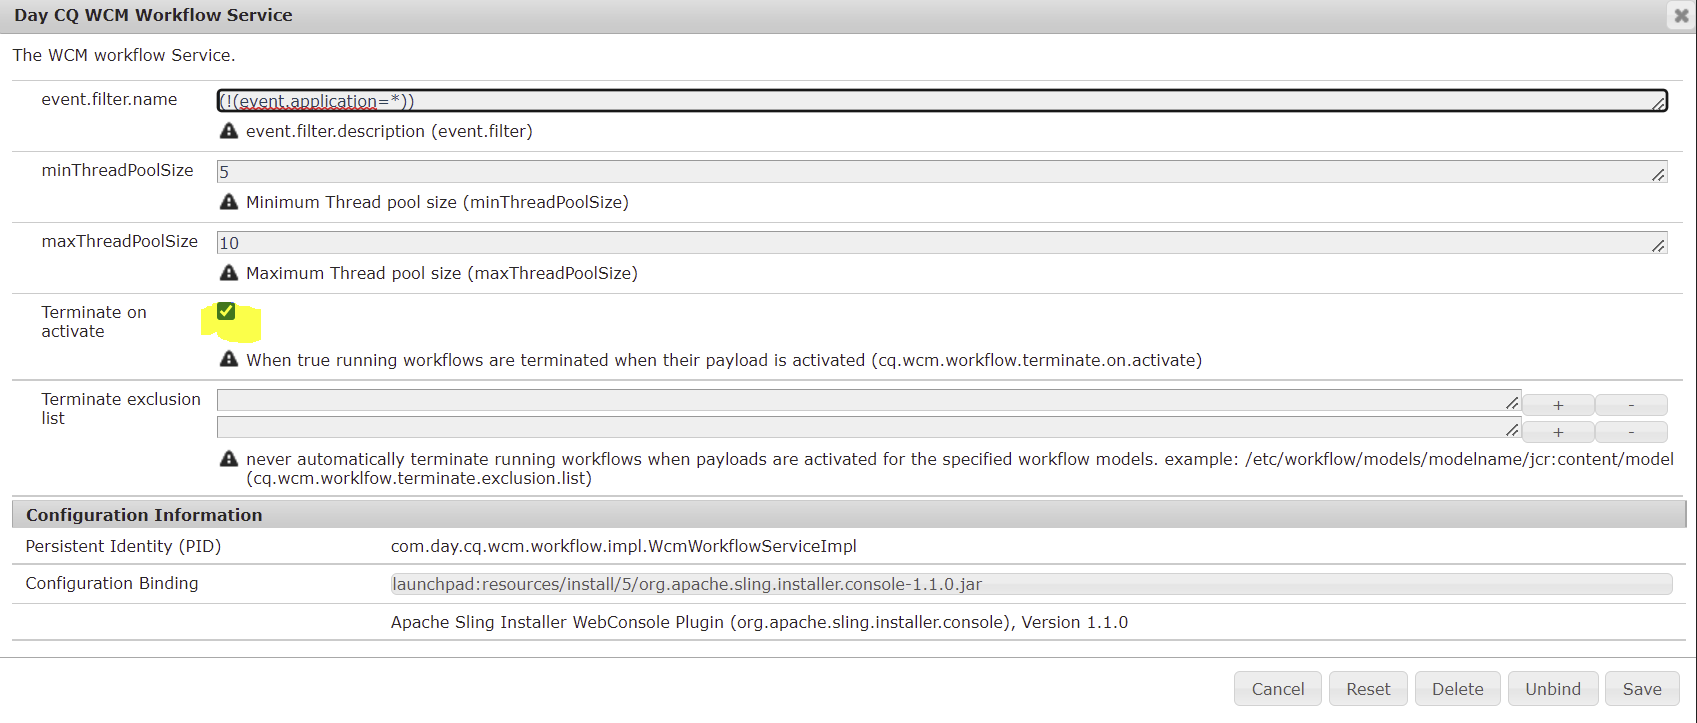 Day CQ WCM Workflow Service
The WCM workflow Service.
event.filter.name
(!(event.application=*))
event.filter.description (event.filter)
minThreadPoolSize
5
Minimum Thread pool size (minThreadPoolSize)
maxThreadPoolSize
10
Maximum Thread pool size (maxThreadPoolSize)
Terminate on
activate
When true running workflows are terminated when their payload is activated (cq.wcm.workflow.terminate.on.activate)
Terminate exclusion
list
+ -
+ -
never automatically terminate running workflows when payloads are activated for the specified workflow models. example: /etc/workflow/models/modelname/jcr:content/model
(cq.wcm.worklfow.terminate.exclusion.list)
Configuration Information
Persistent Identity (PID) com.day.cq.wcm.workflow.impl.WcmWorkflowServiceImpl
Configuration Binding launchpad:resources/install/5/org.apache.sling.installer.console-1.1.0.jar
Apache Sling Installer WebConsole Plugin (org.apache.sling.installer.console), Version 1.1.0
Cancel Reset Delete Unbind Save